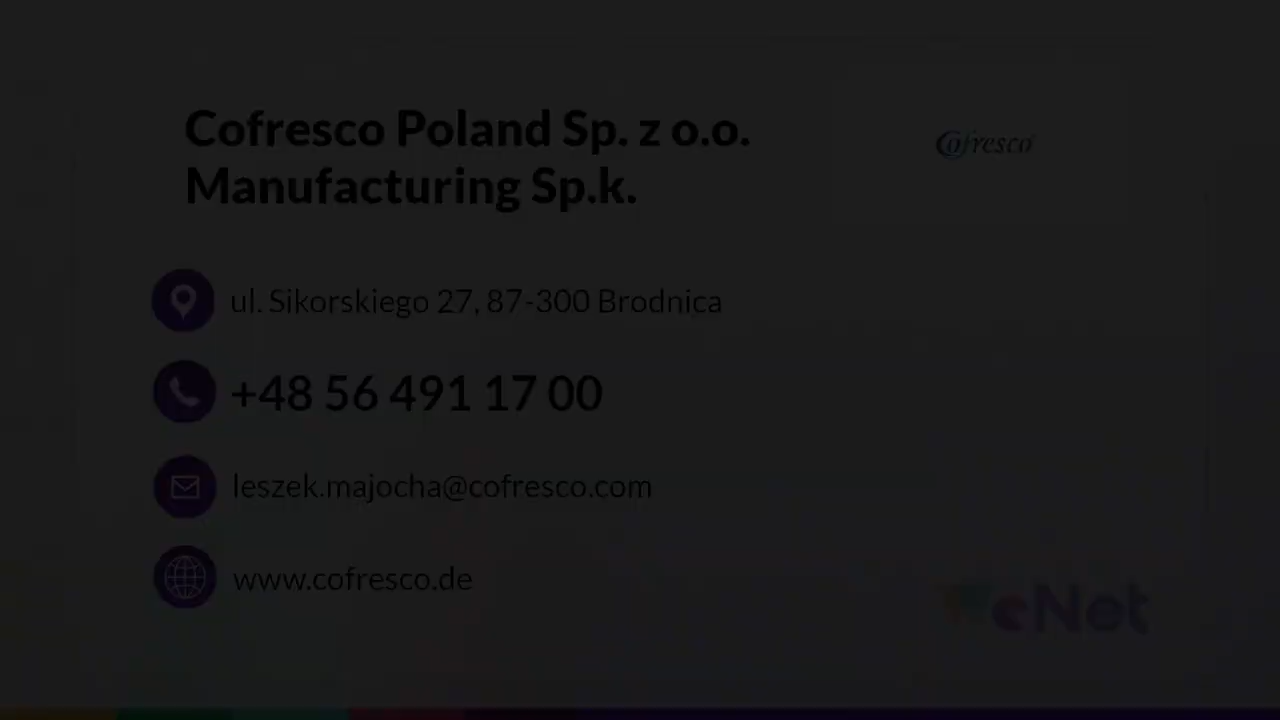 Cofresco Poland Sp. z o.o.
Manufacturing Sp.k.
Cofresco
ul. Sikorskiego 27, 87-300 Brodnica
+48 56 491 17 00
leszek.majocha@cofresco.com
www.cofresco.de
eNet